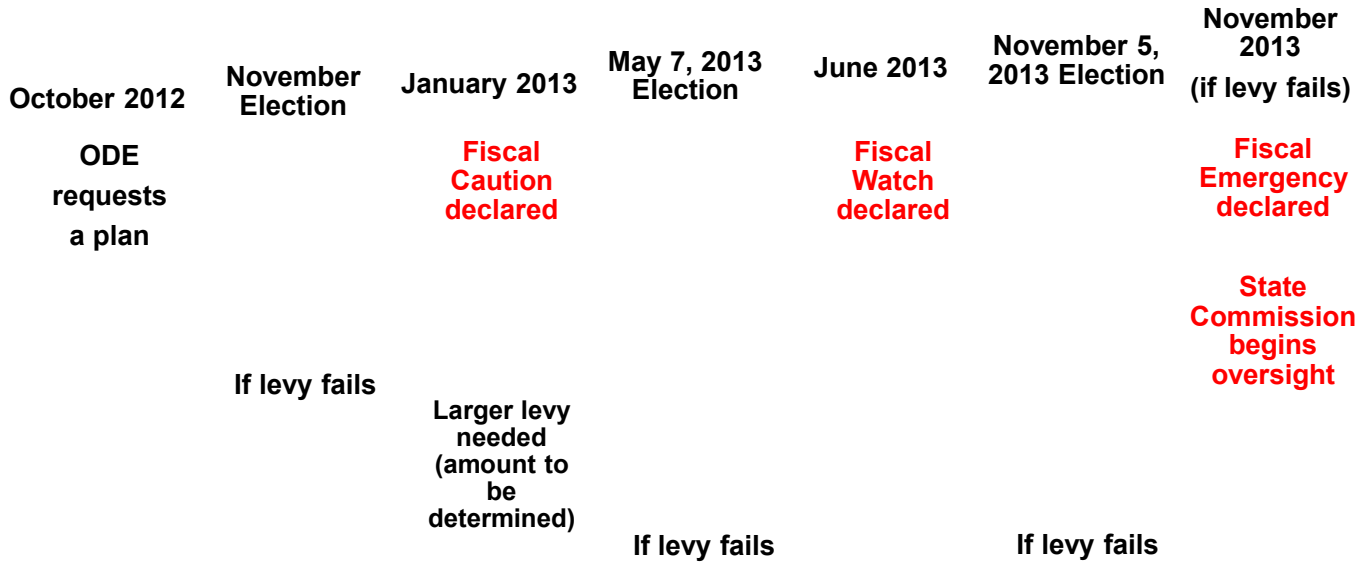 October 2012
ODE
requests
a plan
November
Election
If levy fails
January 2013
Fiscal
Caution
declared
Larger levy
needed
(amount to
be
determined)
May 7, 2013
Election
If levy fails
June 2013
Fiscal
Watch
declared
November 5,
2013 Election
If levy fails
November
2013
(if levy fails)
Fiscal
Emergency
declared
State
Commission
begins
oversight